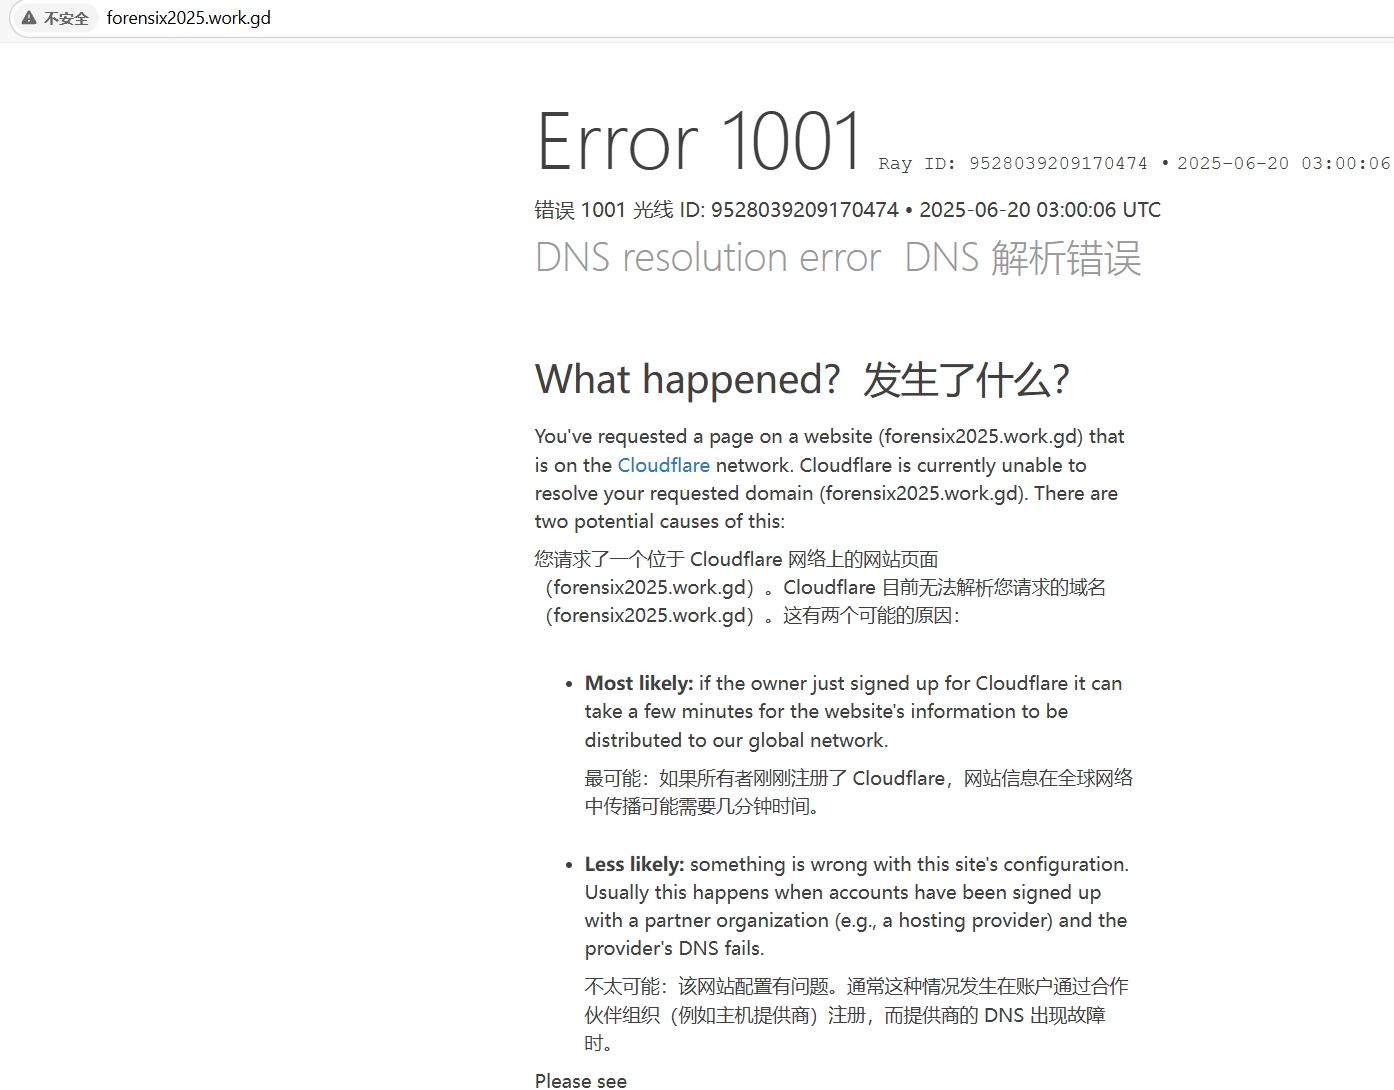 不安全 forensix2025.work.gd
Error 1001 Ray ID: 9528039209170474 • 2025-06-20 03:00:06
错误 1001 光线 ID: 9528039209170474 • 2025-06-20 03:00:06 UTC
DNS resolution error DNS 解析错误
What happened? 发生了什么?
You've requested a page on a website (forensix2025.work.gd) that
is on the Cloudflare network. Cloudflare is currently unable to
resolve your requested domain (forensix2025.work.gd). There are
two potential causes of this:
您请求了一个位于 Cloudflare 网络上的网站页面
（forensix2025.work.gd）。Cloudflare 目前无法解析您请求的域名
（forensix2025.work.gd）。这有两个可能的原因：
• Most likely: if the owner just signed up for Cloudflare it can
take a few minutes for the website's information to be
distributed to our global network.
最可能：如果所有者刚刚注册了 Cloudflare，网站信息在全球网络
中传播可能需要几分钟时间。
• Less likely: something is wrong with this site's configuration.
Usually this happens when accounts have been signed up
with a partner organization (e.g., a hosting provider) and the
provider's DNS fails.
不太可能：该网站配置有问题。通常这种情况发生在账户通过合作
伙伴组织（例如主机提供商）注册，而提供商的 DNS 出现故障
时。
Please see